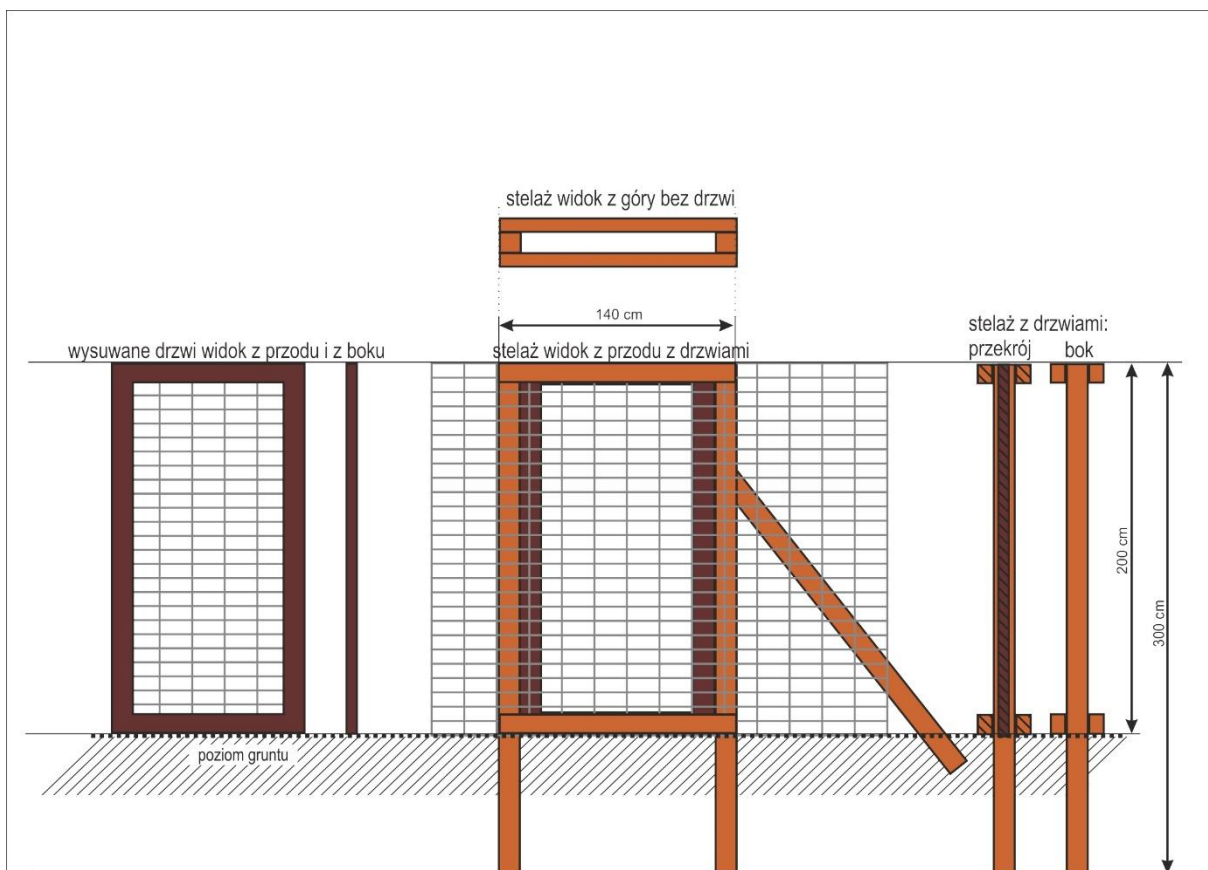 stelaż widok z góry bez drzwi
140 cm
wysuwane drzwi widok z przodu i z boku
stelaż widok z przodu z drzwiami
stelaż z drzwiami:
przekrój
bok
200 cm
300 cm
poziom gruntu